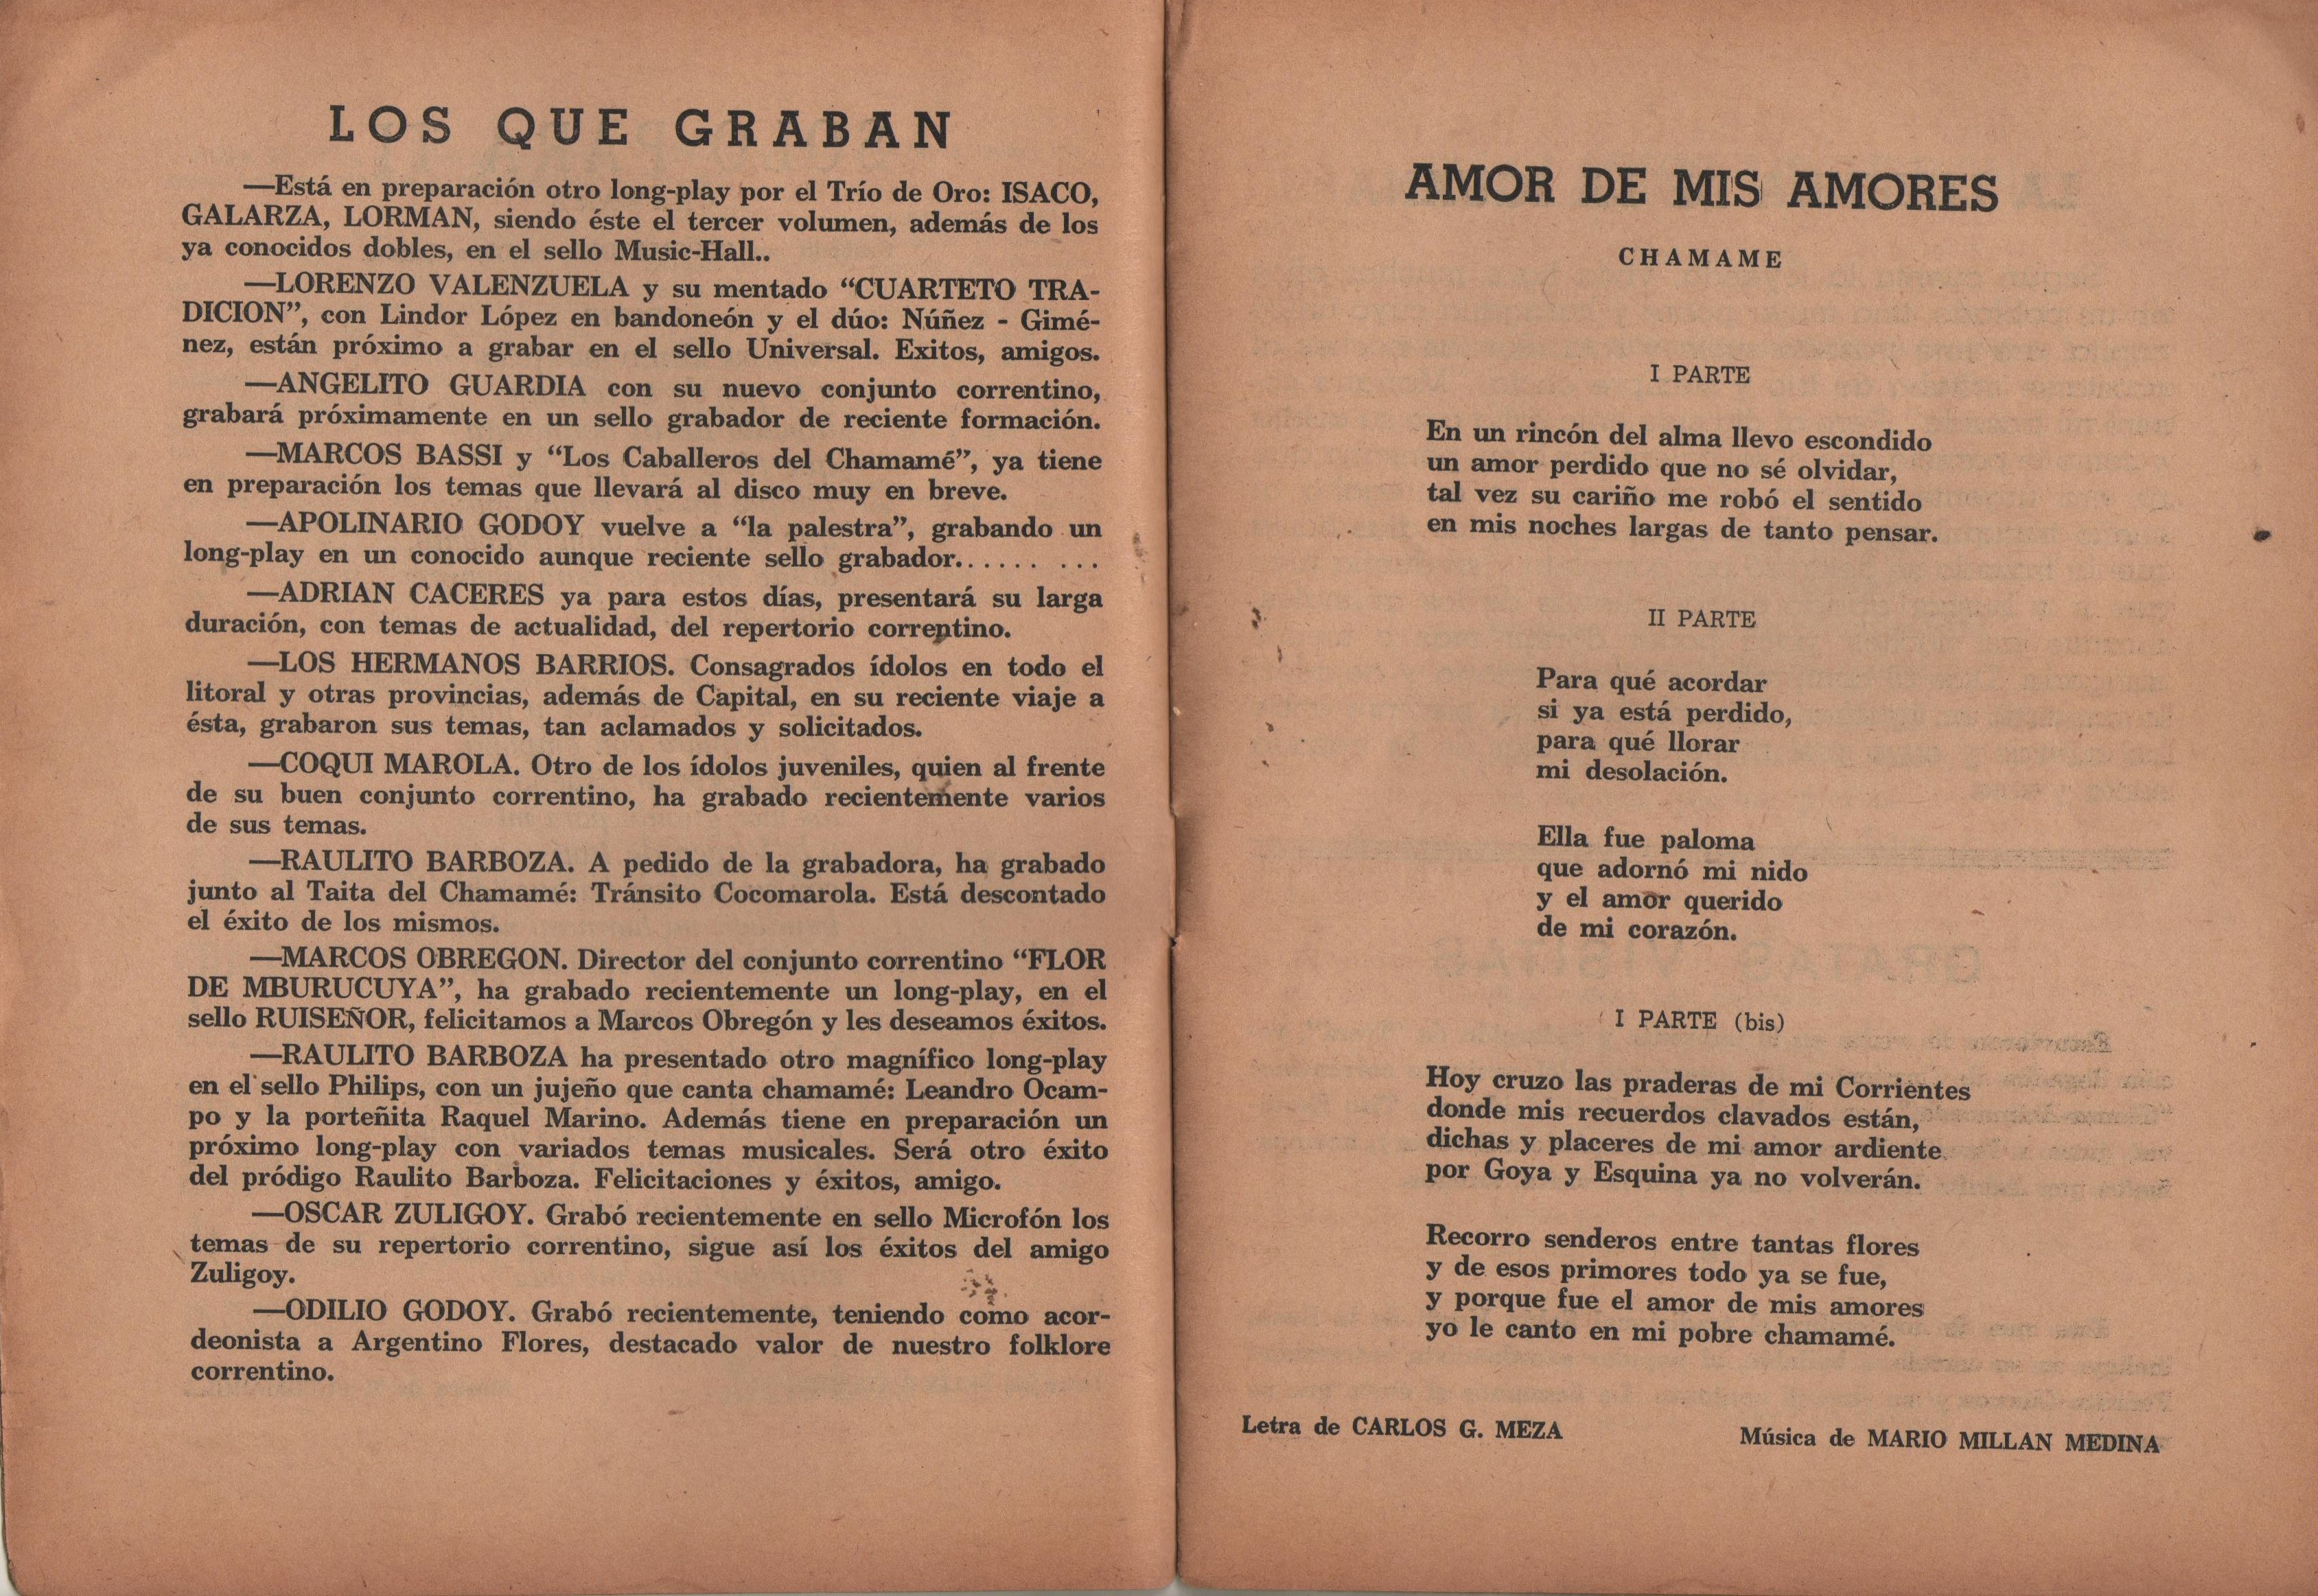 LOS QUE GRABAN
—Está en preparación otro long-play por el Trío de Oro: ISACO,
GALARZA, LORMAN, siendo éste el tercer volumen, además de los
ya conocidos dobles, en el sello Music-Hall..
—LORENZO VALENZUELA y su mentado “CUARTETO TRA-
DICION”, con Lindor López en bandoneón y el dúo: Núñez - Gimé-
nez, están próximo a grabar en el sello Universal. Exitos, amigos.
—ANGELITO GUARDIA con su nuevo conjunto correntino,
grabará próximamente en un sello grabador de reciente formación.
—MARCOS BASSI y “Los Caballeros del Chamamé”, ya tiene
en preparación los temas que llevará al disco muy en breve.
—APOLINARIO GODOY vuelve a “la palestra”, grabando un
long-play en un conocido aunque reciente sello grabador...... ...
—ADRIAN CACERES ya para estos días, presentará su larga
duración, con temas de actualidad, del repertorio correntino.
—LOS HERMANOS BARRIOS. Consagrados ídolos en todo el
litoral y otras provincias, además de Capital, en su reciente viaje a
ésta, grabaron sus temas, tan aclamados y solicitados.
—COQUI MAROLA. Otro de los ídolos juveniles, quien al frente
de su buen conjunto correntino, ha grabado recientemente varios
de sus temas.
—RAULITO BARBOZA. A pedido de la grabadora, ha grabado
junto al Taita del Chamamé: Tránsito Cocomarola. Está descontado
el éxito de los mismos.
—MARCOS OBREGON. Director del conjunto correntino “FLOR
DE MBURUCUYA”, ha grabado recientemente un long-play, en el
sello RUISEÑOR, felicitamos a Marcos Obregón y les deseamos éxitos.
—RAULITO BARBOZA ha presentado otro magnífico long-play
en el sello Philips, con un jujeño que canta chamamé: Leandro Ocam-
po y la porteñita Raquel Marino. Además tiene en preparación un
próximo long-play con variados temas musicales. Será otro éxito
del pródigo Raulito Barboza. Felicitaciones y éxitos, amigo.
—OSCAR ZULIGOY. Grabó recientemente en sello Microfón los
temas de su repertorio correntino, sigue así los éxitos del amigo
Zuligoy.
—ODILIO GODOY. Grabó recientemente, teniendo como acor-
deonista a Argentino Flores, destacado valor de nuestro folklore
correntino.
AMOR DE MIS AMORES
CHAMAME
I PARTE
En un rincón del alma llevo escondido
un amor perdido que no sé olvidar,
tal vez su cariño me robó el sentido
en mis noches largas de tanto pensar.
II PARTE
Para qué acordar
si ya está perdido,
para qué llorar
mi desolación.
Ella fue paloma
que adornó mi nido
y el amor querido
de mi corazón.
I PARTE (bis)
Hoy cruzo las praderas de mi Corrientes
donde mis recuerdos clavados están,
dichas y placeres de mi amor ardiente
por Goya y Esquina ya no volverán.
Recorro senderos entre tantas flores
y de esos primores todo ya se fue,
y porque fue el amor de mis amores
yo le canto en mi pobre chamamé.
Letra de CARLOS G. MEZA
Música de MARIO MILLAN MEDINA